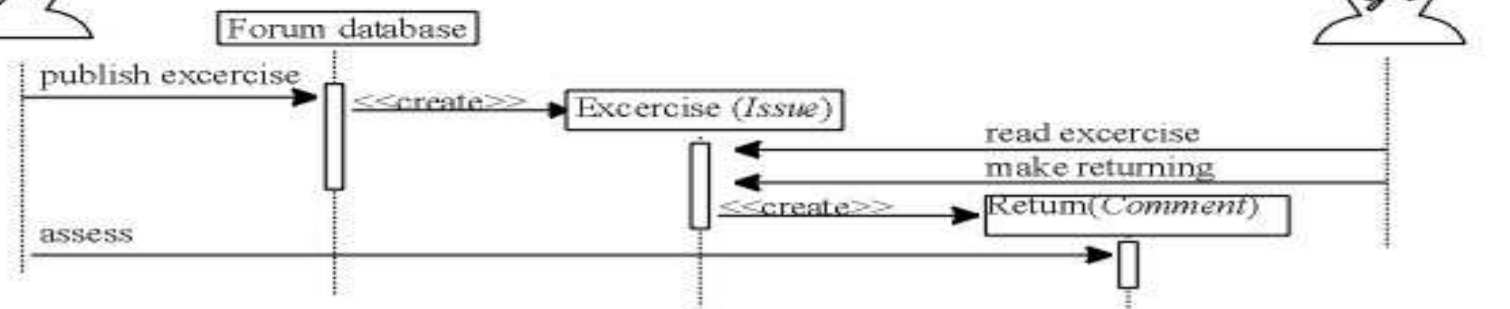 Forum database
publish excercise
<<create>>
Excercise (Issue)
read excercise
make returning
<<create>>
Return(Comment)
assess